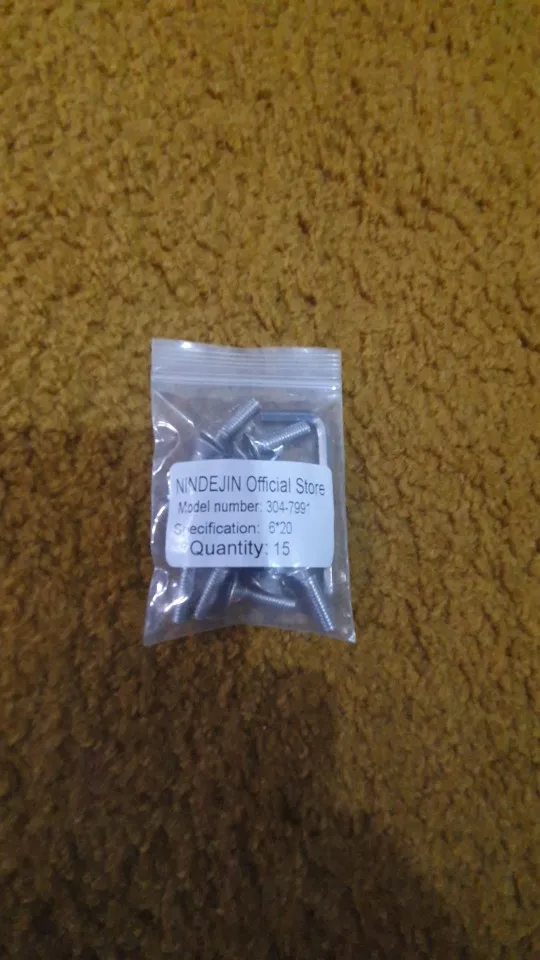 NINDEJIN Official Store
Model number: 304-7991
Specification: 6*20
Quantity: 15